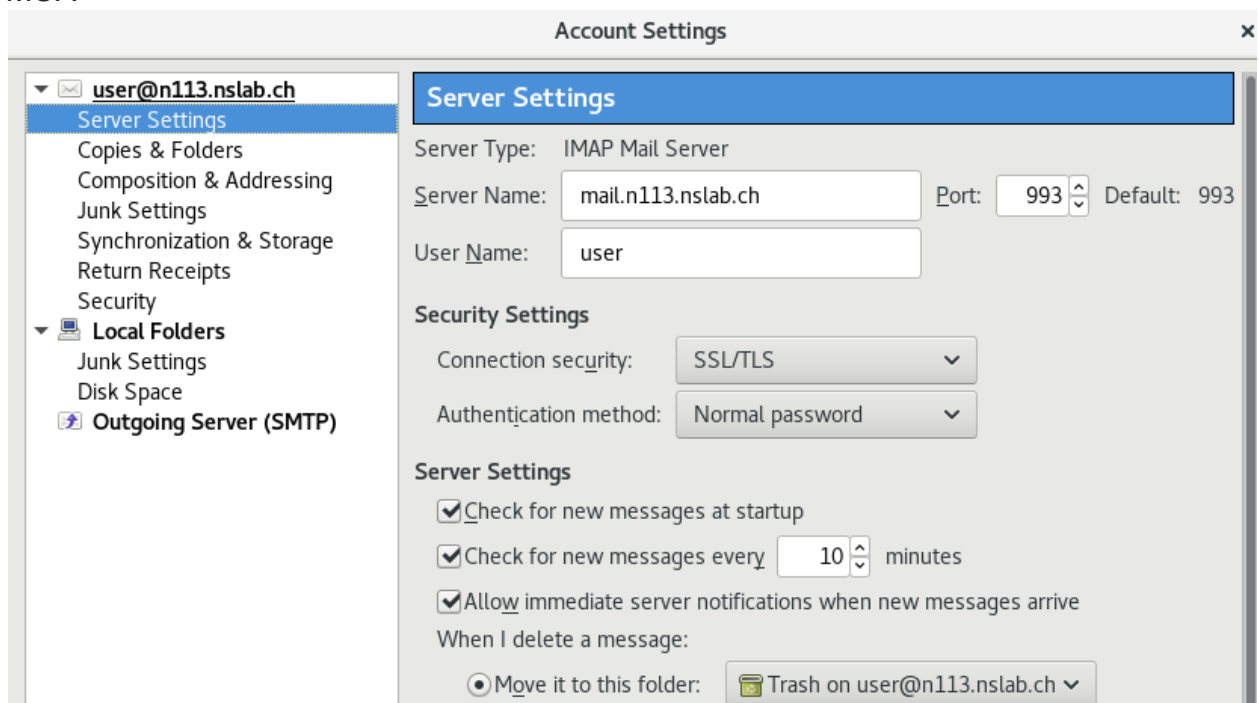 Account Settings
user@n113.nslab.ch
Server Settings
Copies & Folders
Composition & Addressing
Junk Settings
Synchronization & Storage
Return Receipts
Security
Local Folders
Junk Settings
Disk Space
Outgoing Server (SMTP)
Server Settings
Server Type: IMAP Mail Server
Server Name: mail.n113.nslab.ch Port: 993 Default: 993
User Name: user
Security Settings
Connection security: SSL/TLS
Authentication method: Normal password
Server Settings
Check for new messages at startup
Check for new messages every 10 minutes
Allow immediate server notifications when new messages arrive
When I delete a message:
Move it to this folder: Trash on user@n113.nslab.ch